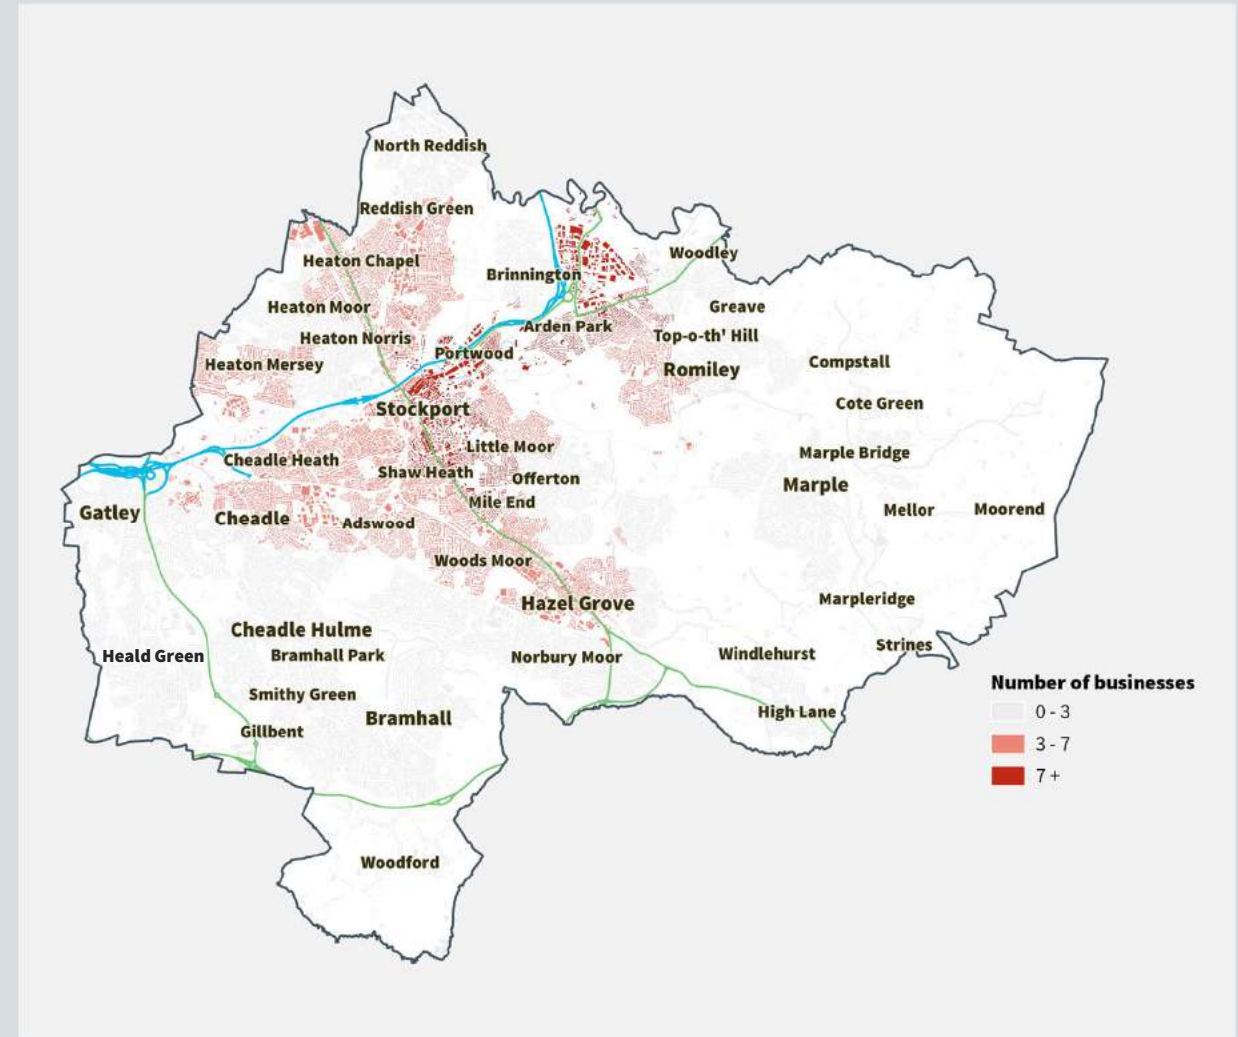 North Reddish
Reddish Green
Heaton Chapel
Woodley
Brinnington
Heaton Moor
Greave
Arden Park
Top-o-th' Hill
Heaton Norris
Portwood
Compstall
Heaton Mersey
Romiley
Cote Green
Stockport
Little Moor
Marple Bridge
Cheadle Heath
Shaw Heath
Offerton
Marple
Mile End
Gatley
Cheadle
Adswood
Mellor
Moorend
Woods Moor
Hazel Grove
Marpleridge
Cheadle Hulme
Strines
Heald Green
Bramhall Park
Norbury Moor
Windlehurst
Smithy Green
High Lane
Bramhall
Gillbent
Woodford
Number of businesses
0 - 3
3 - 7
7 +